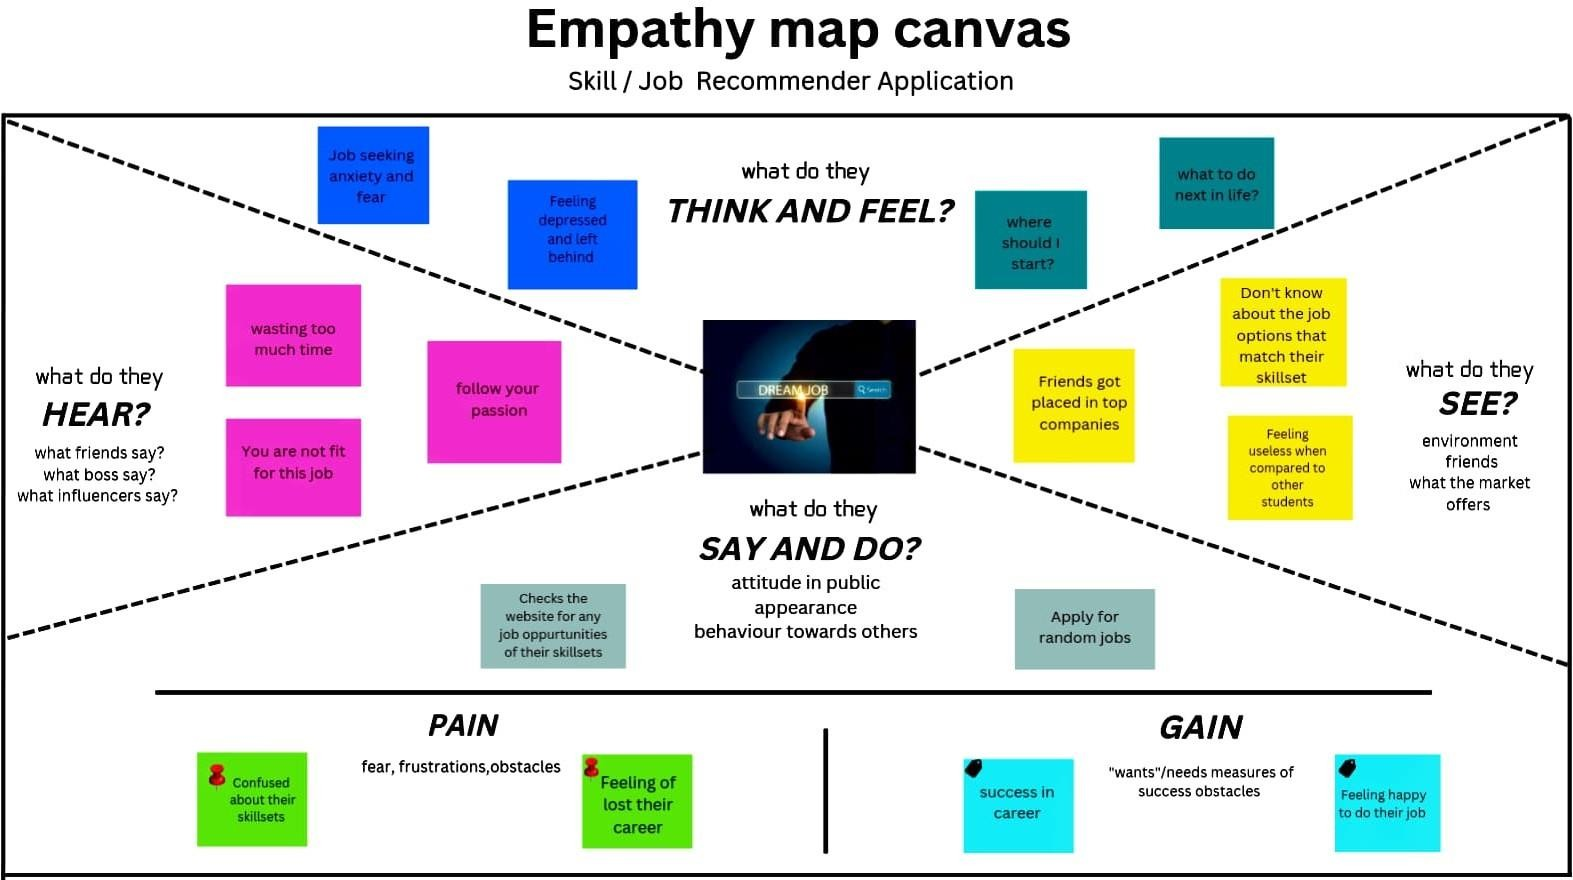 Empathy map canvas
Skill / Job Recommender Application
Job seeking
anxiety and
fear
Feeling
depressed
and left
behind
what do they
THINK AND FEEL?
where
should I
start?
what to do
next in life?
what do they
HEAR?
what friends say?
what boss say?
what influencers say?
wasting too
much time
follow your
passion
You are not fit
for this job
DREAM JOB
Search
Friends got
placed in top
companies
Don't know
about the job
options that
match their
skillset
Feeling
useless when
compared to
other
students
what do they
SEE?
environment
friends
what the market
offers
what do they
SAY AND DO?
attitude in public
appearance
behaviour towards others
Checks the
website for any
job oppurtunities
of their skillsets
Apply for
random jobs
PAIN
fear, frustrations,obstacles
Confused
about their
skillsets
Feeling of
lost their
career
GAIN
"wants"/needs measures of
success obstacles
success in
career
Feeling happy
to do their job